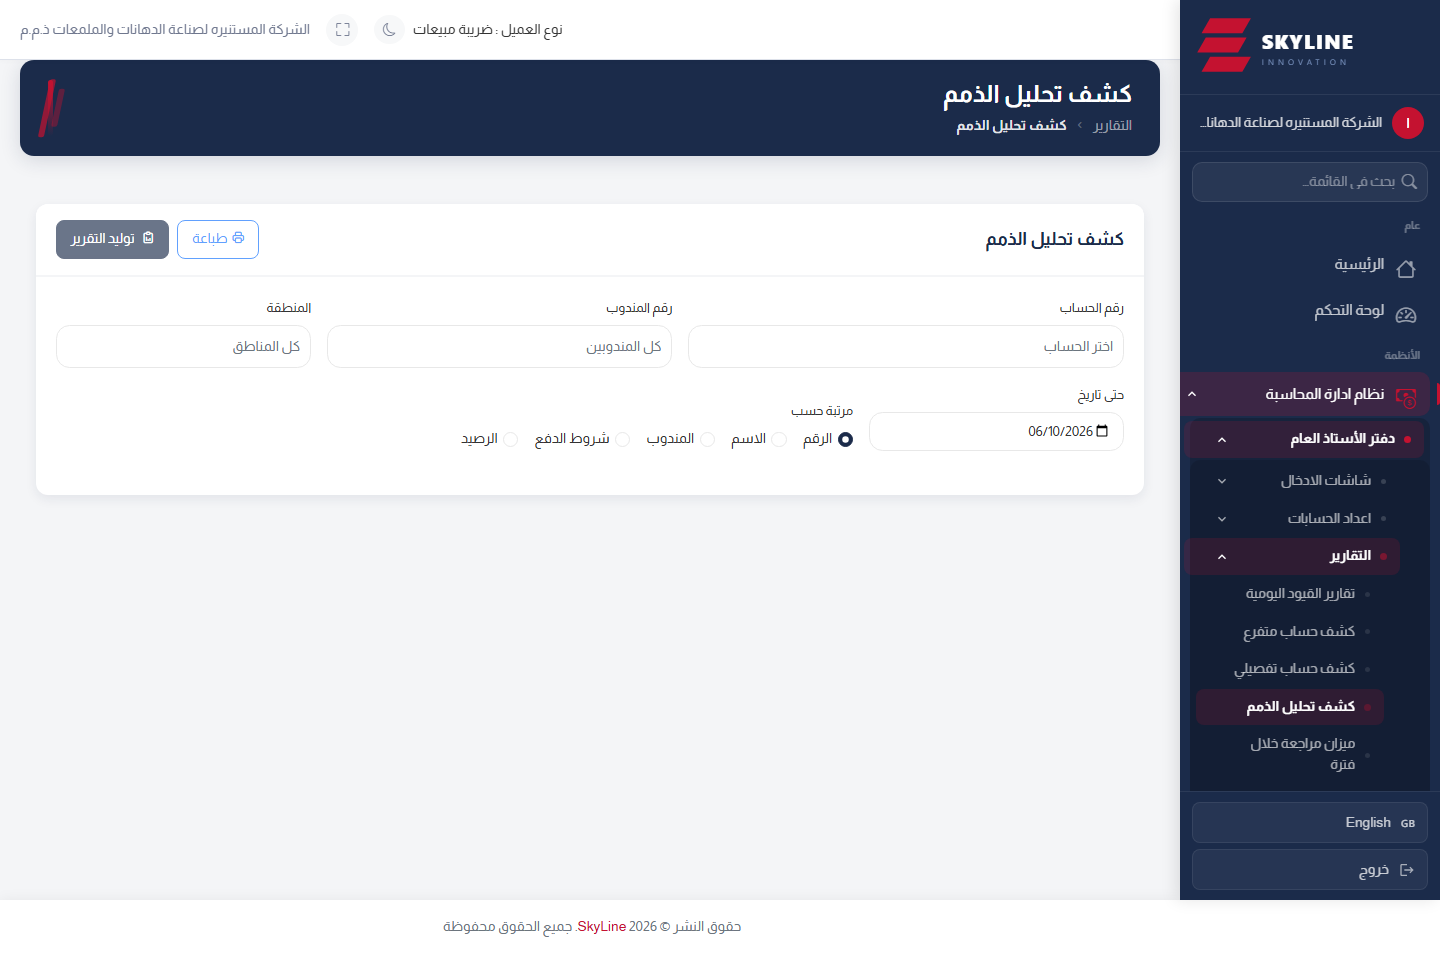 SKYLINE
INNOVATION
ا
الشركة المستنيره لصناعة الدهانا...
بحث في القائمة...
عام
الرئيسية
لوحة التحكم
الأنظمة
نظام ادارة المحاسبة
دفتر الأستاذ العام
شاشات الادخال
اعداد الحسابات
التقارير
تقارير القيود اليومية
كشف حساب متفرع
كشف حساب تفصيلي
كشف تحليل الذمم
ميزان مراجعة خلال
فترة
GB English
خروج
نوع العميل : ضريبة مبيعات
الشركة المستنيره لصناعة الدهانات والملمعات ذ.م.م
كشف تحليل الذمم
التقارير › كشف تحليل الذمم
كشف تحليل الذمم
طباعة
توليد التقرير
رقم الحساب
رقم المندوب
المنطقة
اختر الحساب
كل المندوبين
كل المناطق
حتى تاريخ
06/10/2026
مرتبة حسب
الرقم الاسم المندوب شروط الدفع الرصيد
حقوق النشر © 2026 SkyLine. جميع الحقوق محفوظة